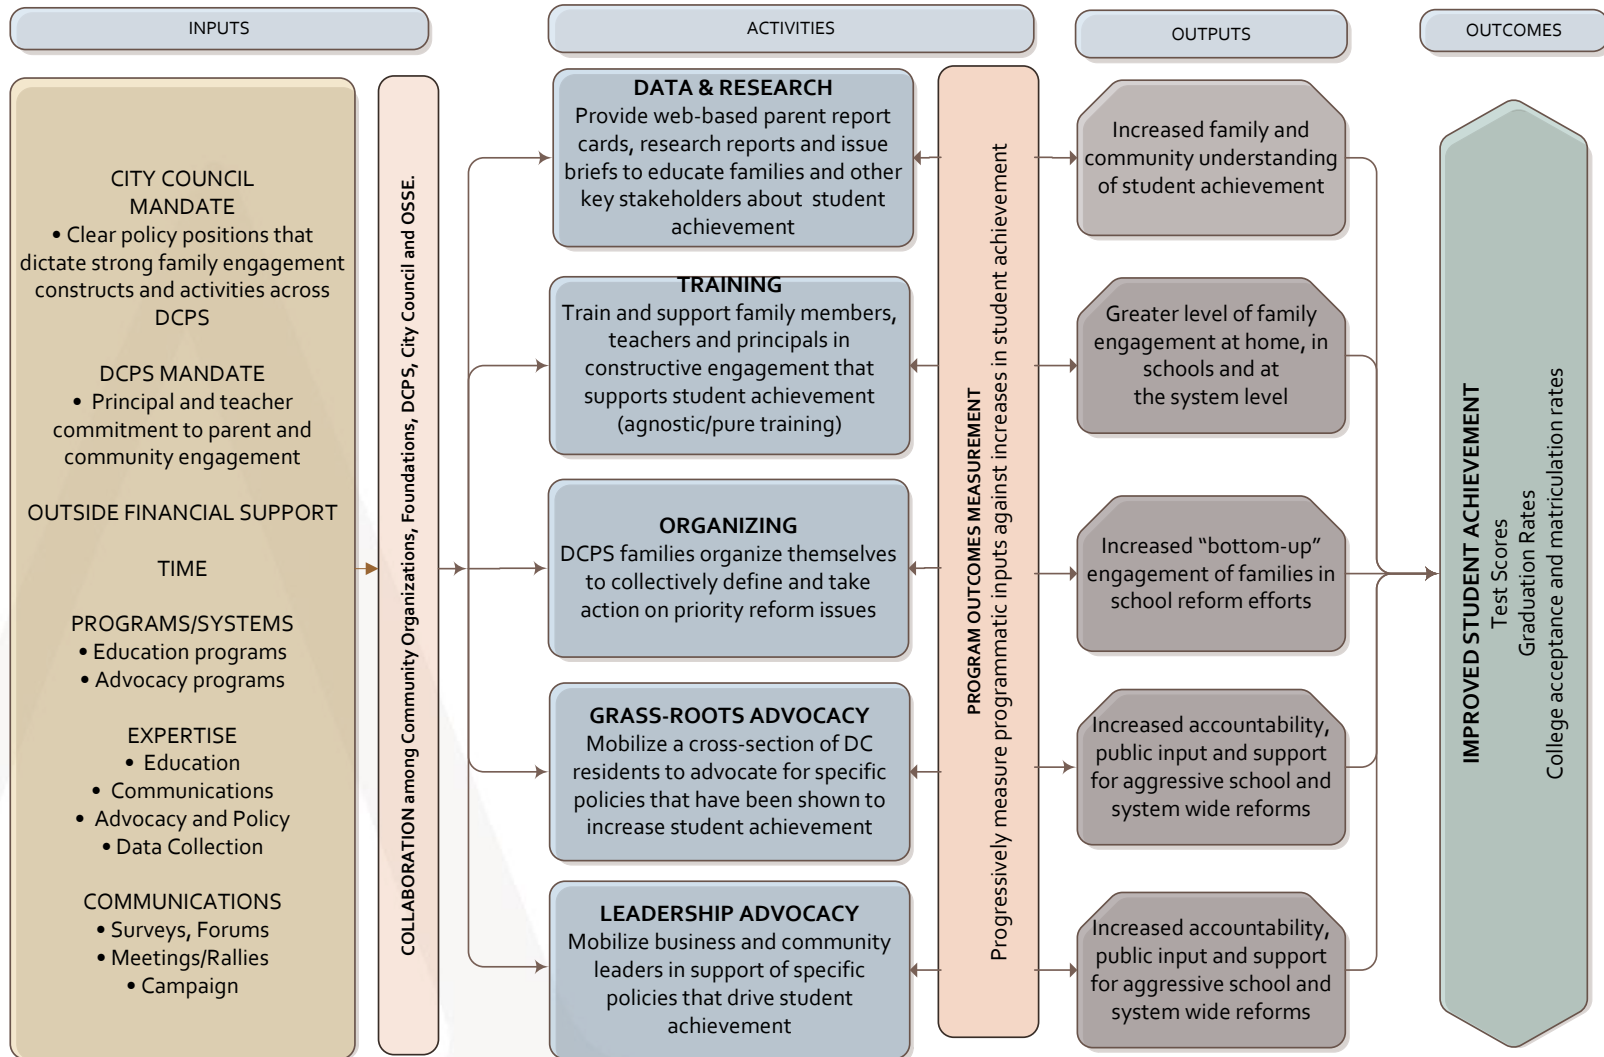 INPUTS
ACTIVITIES
OUTPUTS
OUTCOMES
CITY COUNCIL
MANDATE
• Clear policy positions that
dictate strong family engagement
constructs and activities across
DCPS
DCPS MANDATE
• Principal and teacher
commitment to parent and
community engagement
OUTSIDE FINANCIAL SUPPORT
TIME
PROGRAMS/SYSTEMS
• Education programs
• Advocacy programs
EXPERTISE
• Education
• Communications
• Advocacy and Policy
• Data Collection
COMMUNICATIONS
• Surveys, Forums
• Meetings/Rallies
• Campaign
COLLABORATION among Community Organizations, Foundations, DCPS, City Council and OSSE.
DATA & RESEARCH
Provide web-based parent report
cards, research reports and issue
briefs to educate families and other
key stakeholders about student
achievement
TRAINING
Train and support family members,
teachers and principals in
constructive engagement that
supports student achievement
(agnostic/pure training)
ORGANIZING
DCPS families organize themselves
to collectively define and take
action on priority reform issues
GRASS-ROOTS ADVOCACY
Mobilize a cross-section of DC
residents to advocate for specific
policies that have been shown to
increase student achievement
LEADERSHIP ADVOCACY
Mobilize business and community
leaders in support of specific
policies that drive student
achievement
PROGRAM OUTCOMES MEASUREMENT
Progressively measure programmatic inputs against increases in student achievement
Increased family and
community understanding
of student achievement
Greater level of family
engagement at home, in
schools and at
the system level
Increased “bottom-up”
engagement of families in
school reform efforts
Increased accountability,
public input and support
for aggressive school and
system wide reforms
Increased accountability,
public input and support
for aggressive school and
system wide reforms
IMPROVED STUDENT ACHIEVEMENT
Test Scores
Graduation Rates
College acceptance and matriculation rates